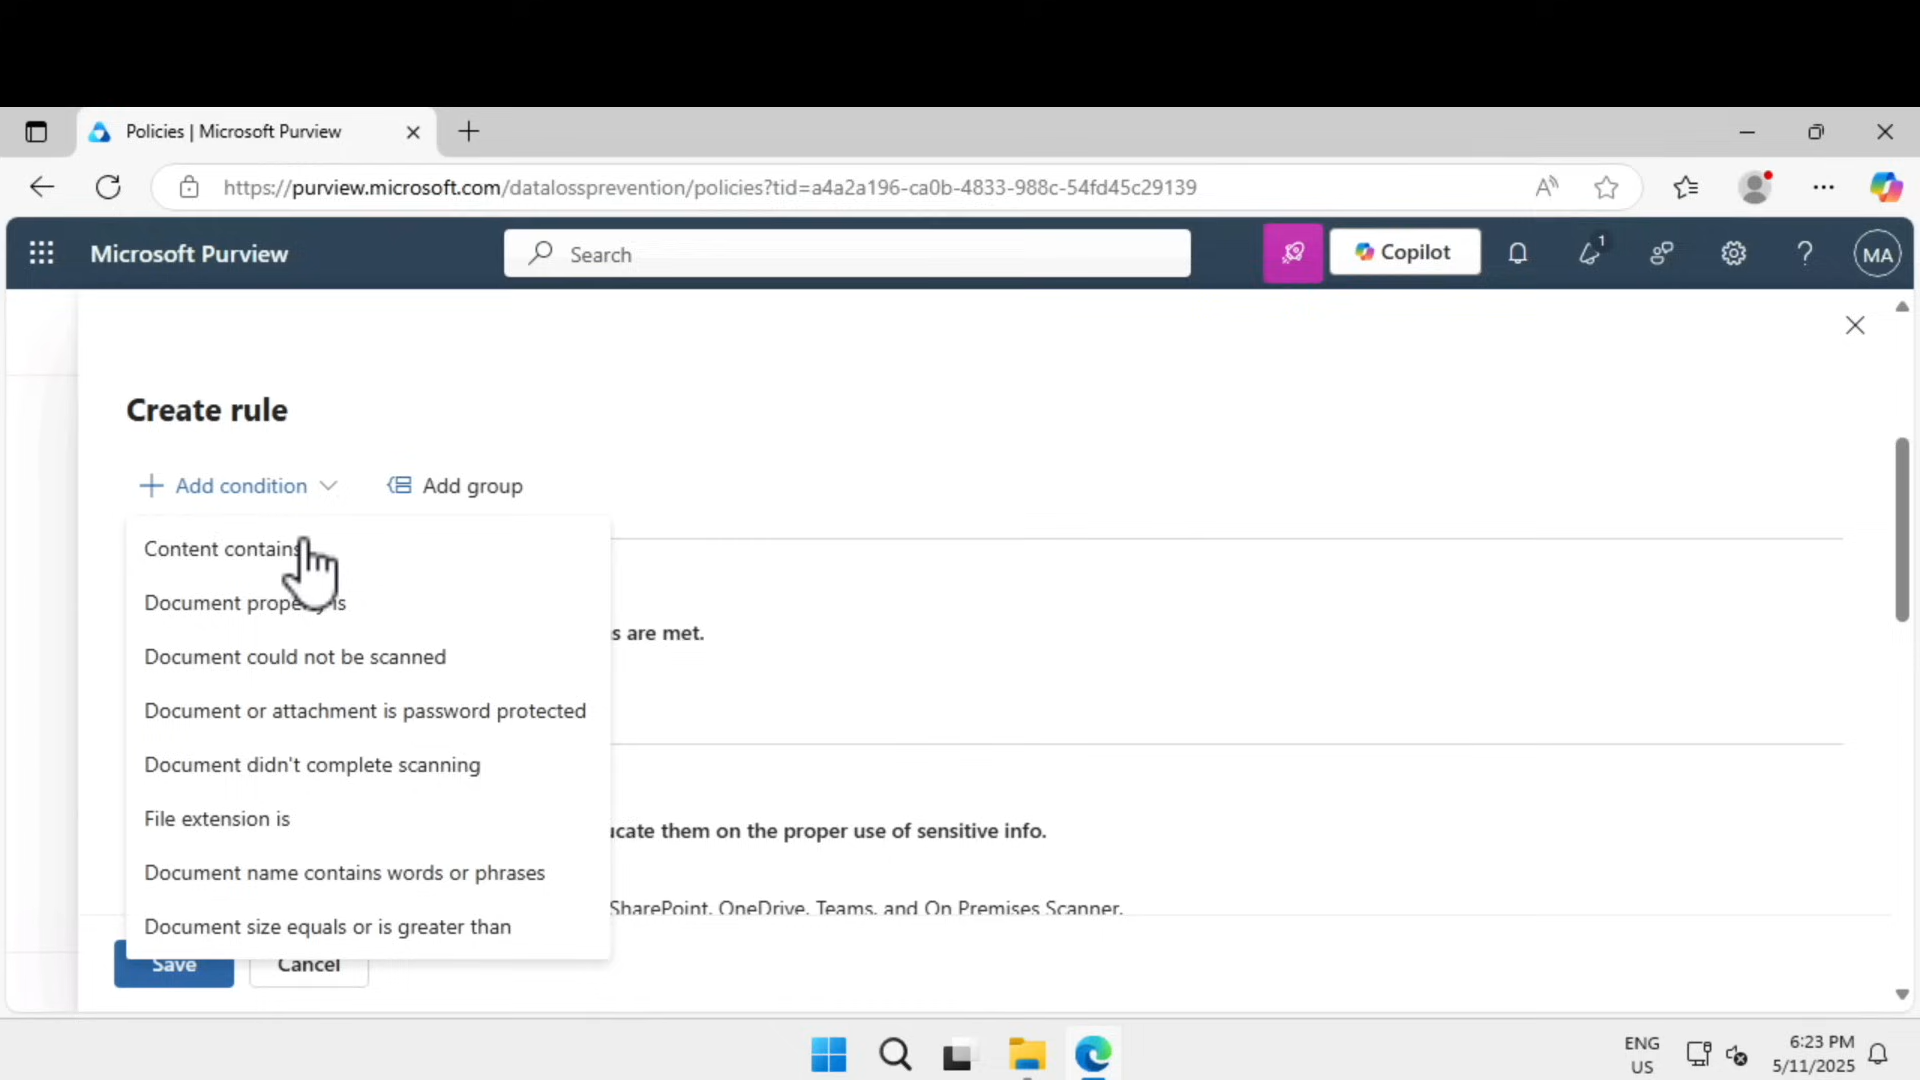 Policies | Microsoft Purview
https://purview.microsoft.com/datalossprevention/policies?tid=a4a2a196-ca0b-4833-988c-54fd45c29139
Microsoft Purview
Search
Copilot
1
MA
Create rule
Add condition
Add group
Content contains
Document property is
s are met.
Document could not be scanned
Document or attachment is password protected
Document didn't complete scanning
File extension is
ucate them on the proper use of sensitive info.
Document name contains words or phrases
SharePoint, OneDrive, Teams, and On Premises Scanner.
Document size equals or is greater than
Save
Cancel
ENG
US
6:23 PM
5/11/2025